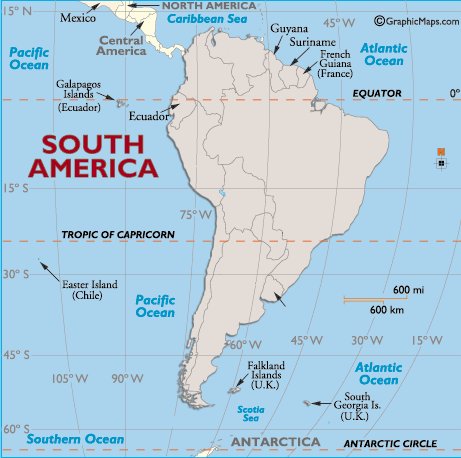 15° N
Mexico
NORTH AMERICA
Caribbean Sea
45° W
©GraphicMaps.com
Central
America
Guyana
Suriname
French
Guiana
(France)
Atlantic
Ocean
Pacific
Ocean
Galapagos
Islands
(Ecuador)
EQUATOR
0°
Ecuador
SOUTH
AMERICA
15° S
75° W
TROPIC OF CAPRICORN
30° S
Easter Island
(Chile)
Pacific
Ocean
600 mi
600 km
45° S
60° W
45° W
30° W
15° W
105° W
90° W
Falkland
Islands
(U.K.)
Atlantic
Ocean
Scotia
Sea
South
Georgia Is.
(U.K.)
60° S
Southern Ocean
ANTARCTICA
ANTARCTIC CIRCLE